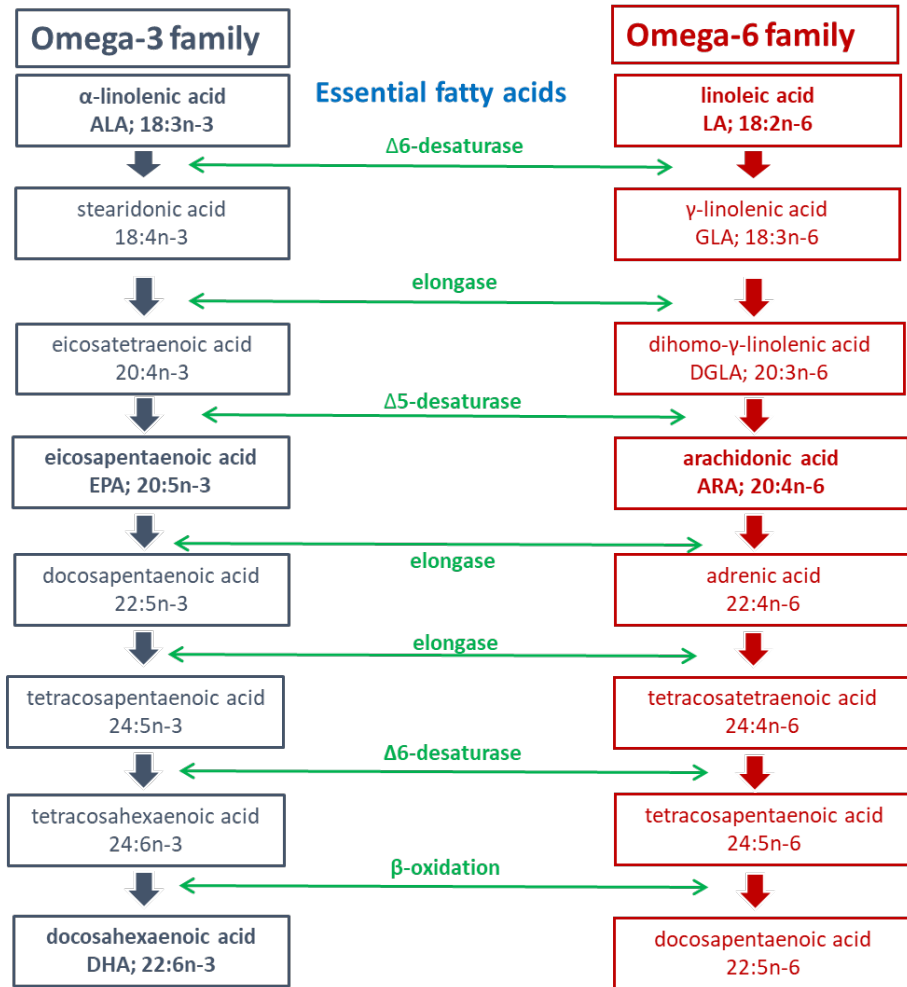 Omega-3 family
Omega-6 family
α-linolenic acid
ALA; 18:3n-3
Essential fatty acids
linoleic acid
LA; 18:2n-6
Δ6-desaturase
stearidonic acid
18:4n-3
γ-linolenic acid
GLA; 18:3n-6
elongase
eicosatetraenoic acid
20:4n-3
dihomo-γ-linolenic acid
DGLA; 20:3n-6
Δ5-desaturase
eicosapentaenoic acid
EPA; 20:5n-3
arachidonic acid
ARA; 20:4n-6
elongase
docosapentaenoic acid
22:5n-3
adrenic acid
22:4n-6
elongase
tetracosapentaenoic acid
24:5n-3
tetracosatetraenoic acid
24:4n-6
Δ6-desaturase
tetracosahexaenoic acid
24:6n-3
tetracosapentaenoic acid
24:5n-6
β-oxidation
docosahexaenoic acid
DHA; 22:6n-3
docosapentaenoic acid
22:5n-6